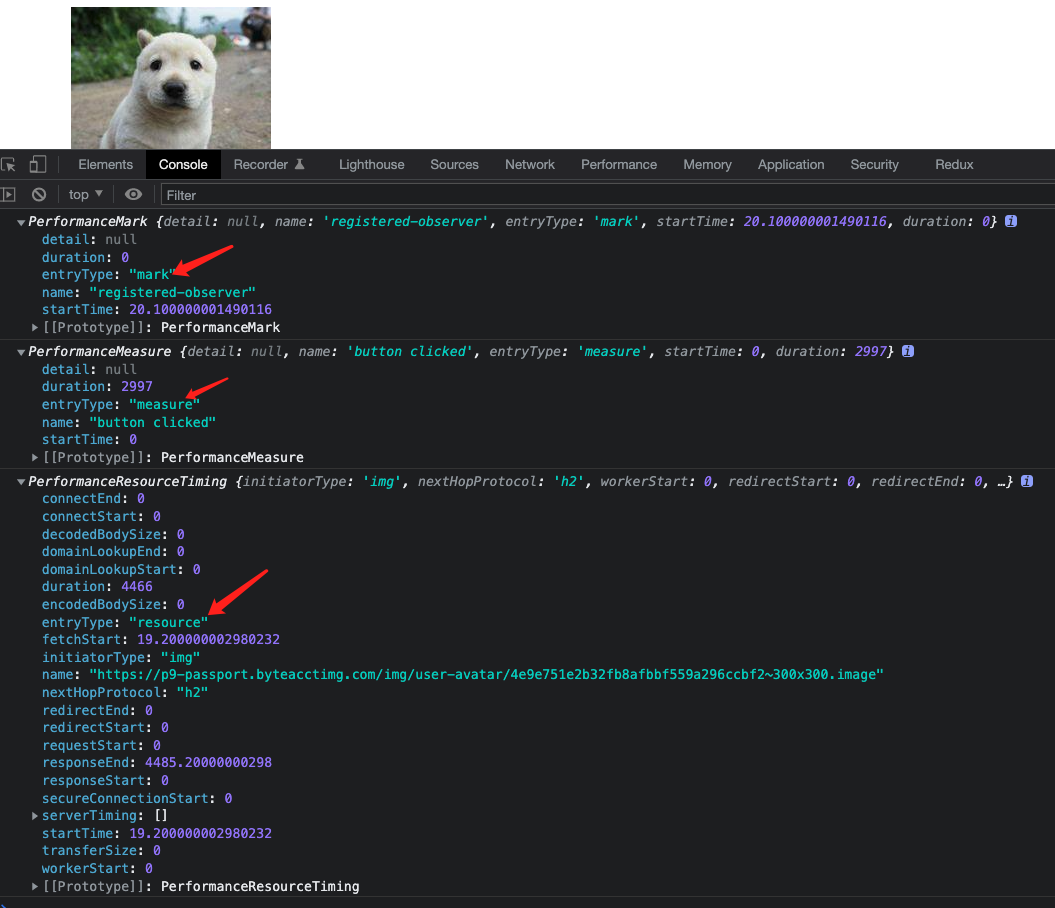 Elements Console Recorder Lighthouse Sources Network Performance Memory Application Security Redux
top Filter
PerformanceMark {detail: null, name: 'registered-observer', entryType: 'mark', startTime: 20.100000001490116, duration: 0} i
detail: null
duration: 0
entryType: "mark"
name: "registered-observer"
startTime: 20.100000001490116
[[Prototype]]: PerformanceMark
PerformanceMeasure {detail: null, name: 'button clicked', entryType: 'measure', startTime: 0, duration: 2997} i
detail: null
duration: 2997
entryType: "measure"
name: "button clicked"
startTime: 0
[[Prototype]]: PerformanceMeasure
PerformanceResourceTiming {initiatorType: 'img', nextHopProtocol: 'h2', workerStart: 0, redirectStart: 0, redirectEnd: 0, …} i
connectEnd: 0
connectStart: 0
decodedBodySize: 0
domainLookupEnd: 0
domainLookupStart: 0
duration: 4466
encodedBodySize: 0
entryType: "resource"
fetchStart: 19.200000002980232
initiatorType: "img"
name: "https://p9-passport.byteacctimg.com/img/user-avatar/4e9e751e2b32fb8afbbf559a296ccbf2~300x300.image"
nextHopProtocol: "h2"
redirectEnd: 0
redirectStart: 0
requestStart: 0
responseEnd: 4485.20000000298
responseStart: 0
secureConnectionStart: 0
serverTiming: []
startTime: 19.200000002980232
transferSize: 0
workerStart: 0
[[Prototype]]: PerformanceResourceTiming